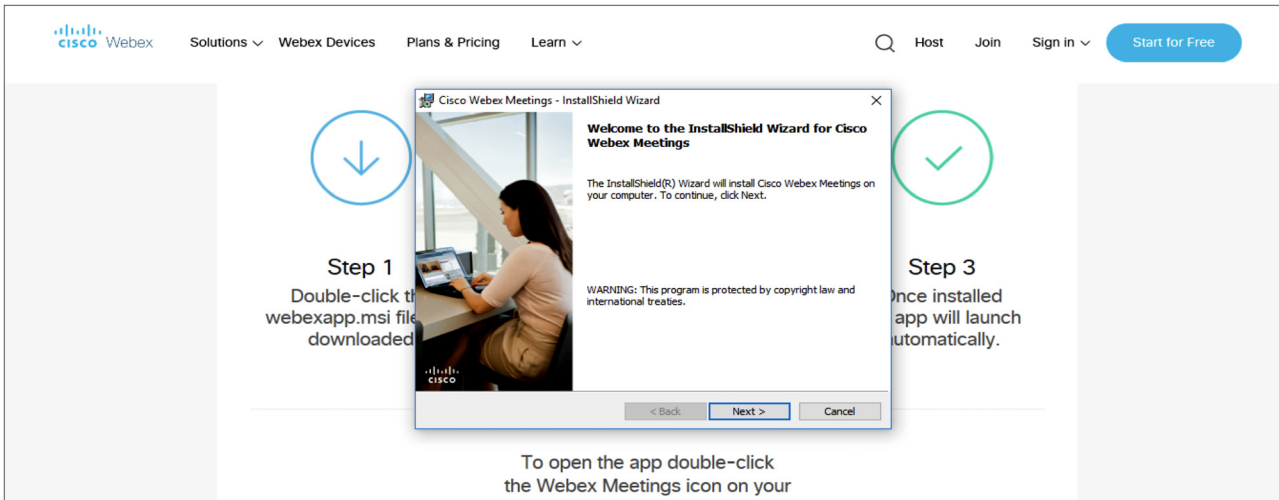 CISCO Webex
Solutions
Webex Devices
Plans & Pricing
Learn
Host
Join
Sign in
Start for Free
Cisco Webex Meetings - InstallShield Wizard
Welcome to the InstallShield Wizard for Cisco
Webex Meetings
The InstallShield(R) Wizard will install Cisco Webex Meetings on
your computer. To continue, click Next.
WARNING: This program is protected by copyright law and
international treaties.
CISCO
< Back
Next >
Cancel
Step 1
Double-click
webexapp.msi
downloaded
Step 3
installed
app will launch
To open the app double-click
the Webex Meetings icon on your